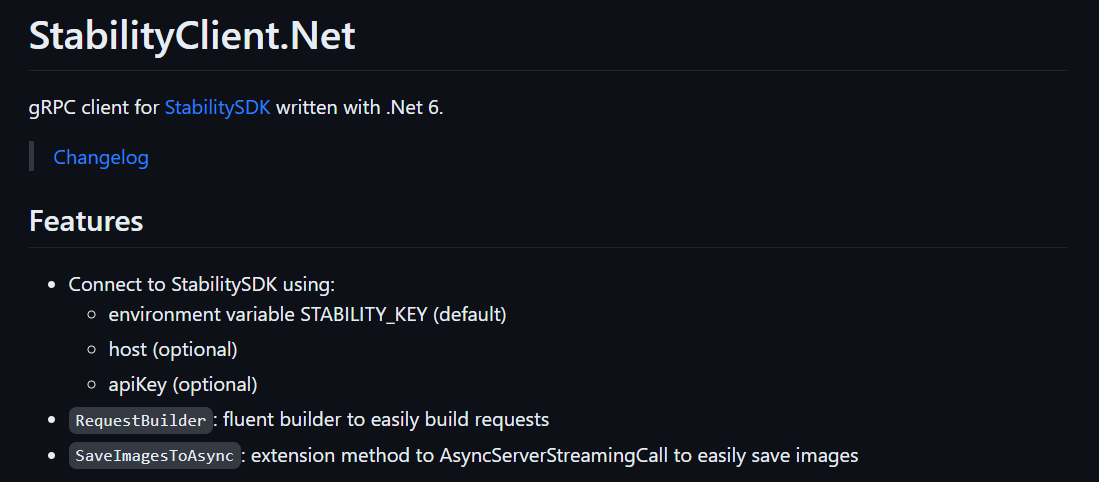 StabilityClient.Net
gRPC client for StabilitySDK written with .Net 6.
Changelog
Features
Connect to StabilitySDK using:
environment variable STABILITY_KEY (default)
host (optional)
apiKey (optional)
RequestBuilder: fluent builder to easily build requests
SaveImagesToAsync: extension method to AsyncServerStreamingCall to easily save images